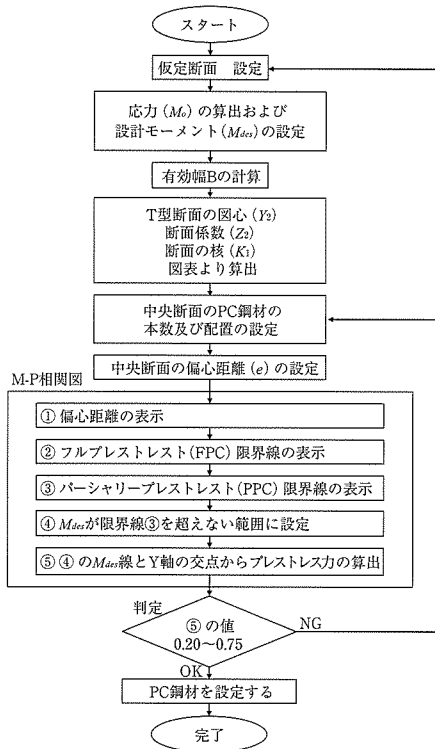 スタート
仮定断面 設定
応力(Mo)の算出および
設計モーメント(Mdes)の設定
有効幅Bの計算
T型断面の図心(Y2)
断面係数(Z2)
断面の核(K1)
図表より算出
中央断面のPC鋼材の
本数及び配置の設定
中央断面の偏心距離(e)の設定
M-P相関図
① 偏心距離の表示
② フルプレストレスト(FPC)限界線の表示
③ パーシャリープレストレスト(PPC)限界線の表示
④ Mdesが限界線③を超えない範囲に設定
⑤ ④のMdes線とY軸の交点からプレストレス力の算出
判定
⑤の値
0.20〜0.75
NG
OK
PC鋼材を設定する
完了